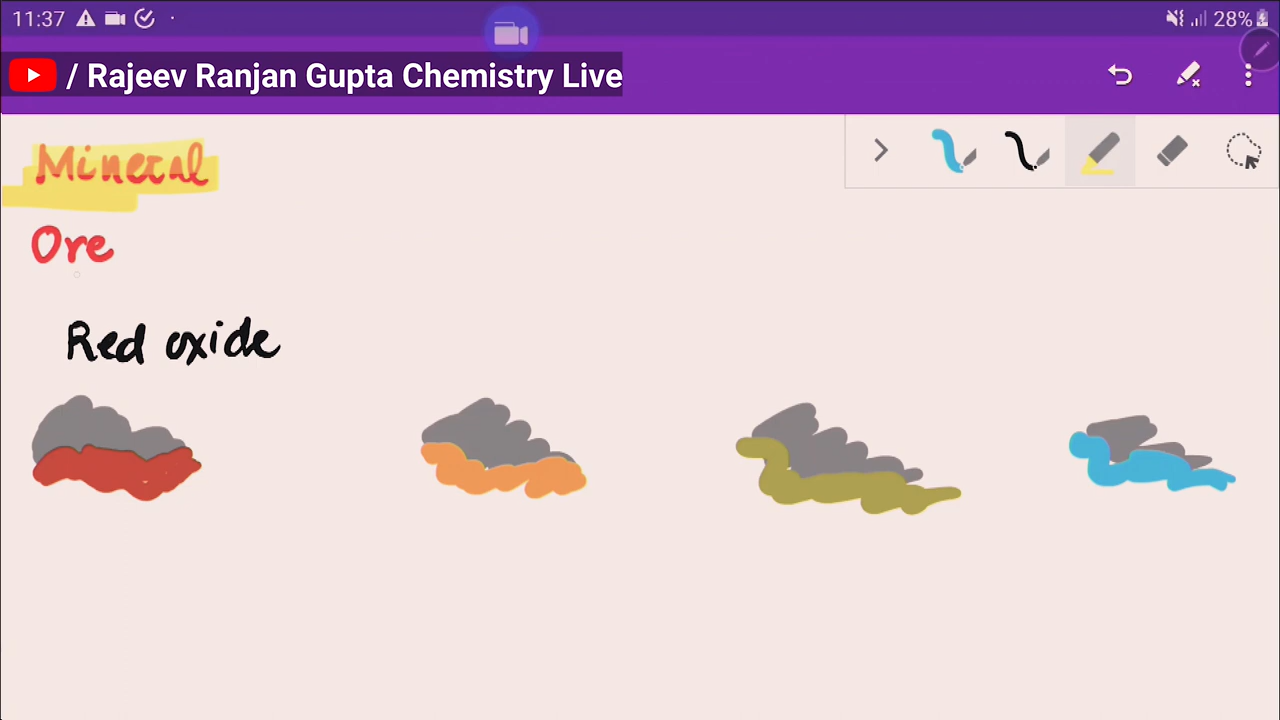 11:37
28%
/ Rajeev Ranjan Gupta Chemistry Live
Mineral
Ore
Red oxide